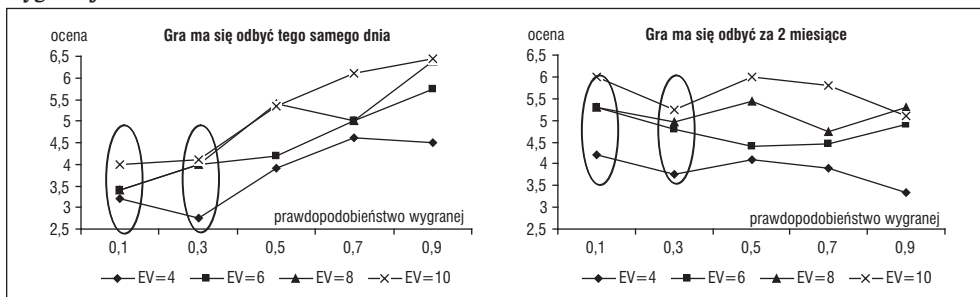 ocena
Gra ma się odbyć tego samego dnia
6,5
6
5,5
5
4,5
4
3,5
3
2,5
prawdopodobieństwo wygranej
0,1 0,3 0,5 0,7 0,9
EV=4 EV=6 EV=8 EV=10
ocena
Gra ma się odbyć za 2 miesiące
6,5
6
5,5
5
4,5
4
3,5
3
2,5
prawdopodobieństwo wygranej
0,1 0,3 0,5 0,7 0,9
EV=4 EV=6 EV=8 EV=10